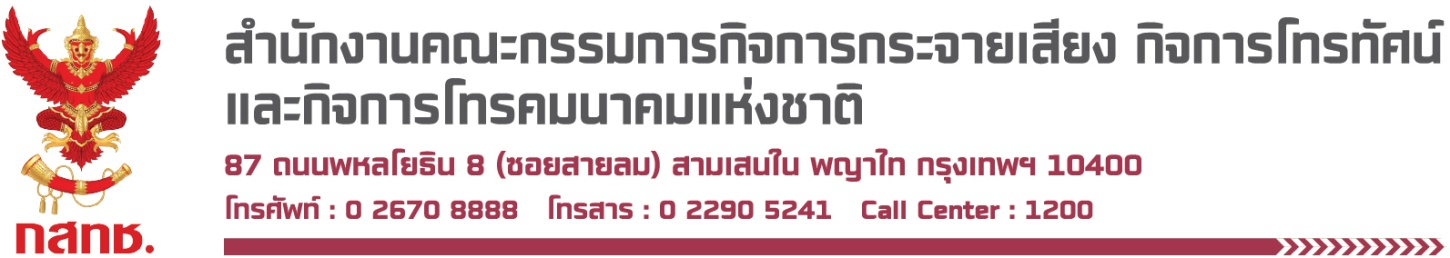 สำนักงานคณะกรรมการกิจการกระจายเสียง กิจการโทรทัศน์
และกิจการโทรคมนาคมแห่งชาติ
87 ถนนพหลโยธิน 8 (ซอยสายลม) สามเสนใน พญาไท กรุงเทพฯ 10400
โทรศัพท์ : 0 2670 8888 โทรสาร : 0 2290 5241 Call Center : 1200
กสทช.